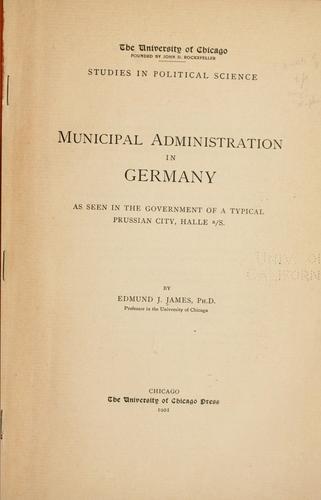 The University of Chicago
FOUNDED BY JOHN D. ROCKEFELLER
STUDIES IN POLITICAL SCIENCE
MUNICIPAL ADMINISTRATION
IN
GERMANY
AS SEEN IN THE GOVERNMENT OF A TYPICAL
PRUSSIAN CITY, HALLE a/S.
BY
EDMUND J. JAMES, PH.D.
Professor in the University of Chicago
CHICAGO
The University of Chicago Press
1901